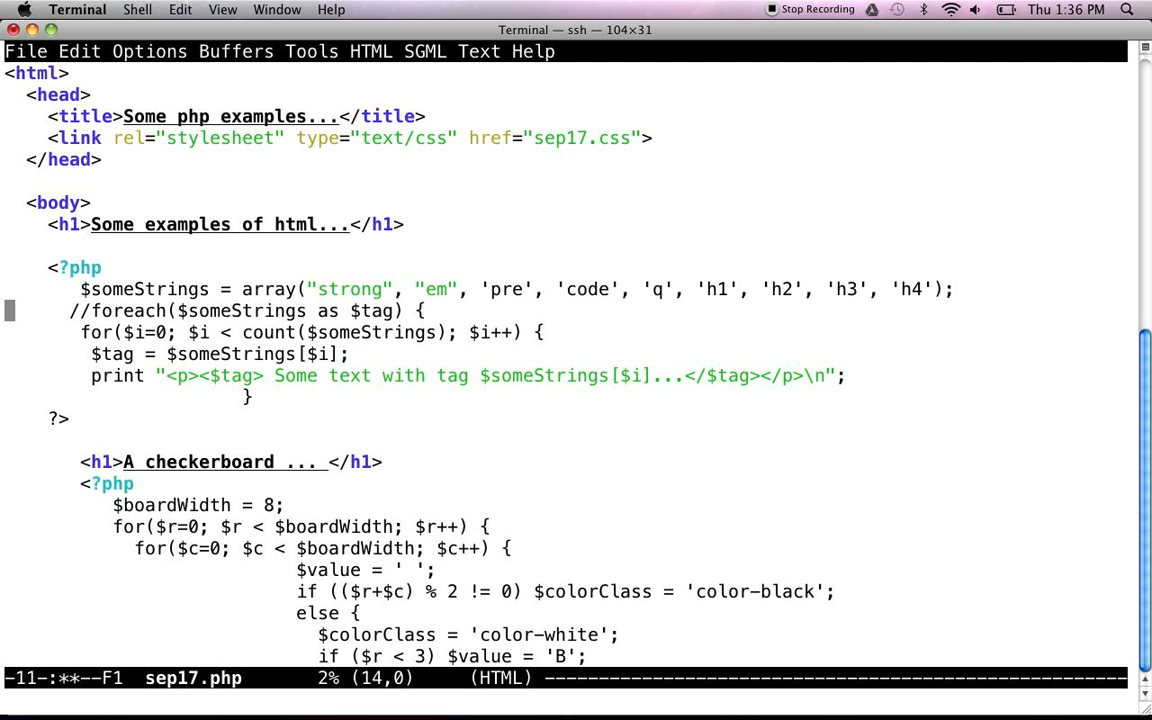 Terminal Shell Edit View Window Help Stop Recording Thu 1:36 PM
Terminal — ssh — 104×31
File Edit Options Buffers Tools HTML SGML Text Help
<html>
  <head>
    <title>Some php examples...</title>
    <link rel="stylesheet" type="text/css" href="sep17.css">
  </head>
  <body>
    <h1>Some examples of html...</h1>
    <?php
       $someStrings = array("strong", "em", 'pre', 'code', 'q', 'h1', 'h2', 'h3', 'h4');
      //foreach($someStrings as $tag) {
       for($i=0; $i < count($someStrings); $i++) {
        $tag = $someStrings[$i];
        print "<p><$tag> Some text with tag $someStrings[$i]...</$tag></p>\n";
                      }
    ?>
       <h1>A checkerboard ... </h1>
       <?php
          $boardWidth = 8;
          for($r=0; $r < $boardWidth; $r++) {
            for($c=0; $c < $boardWidth; $c++) {
                           $value = ' ';
                           if (($r+$c) % 2 != 0) $colorClass = 'color-black';
                           else {
                             $colorClass = 'color-white';
                             if ($r < 3) $value = 'B';
-11-:**--F1  sep17.php       2% (14,0)     (HTML) ------------------------------------------------------